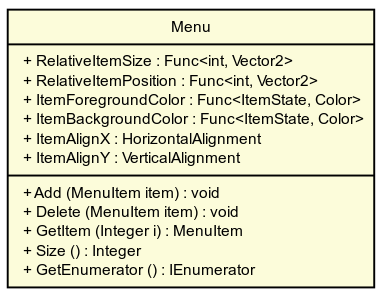 Menu
+ RelativeItemSize : Func<int, Vector2>
+ RelativeItemPosition : Func<int, Vector2>
+ ItemForegroundColor : Func<ItemState, Color>
+ ItemBackgroundColor : Func<ItemState, Color>
+ ItemAlignX : HorizontalAlignment
+ ItemAlignY : VerticalAlignment
+ Add (MenuItem item) : void
+ Delete (MenuItem item) : void
+ GetItem (Integer i) : MenuItem
+ Size () : Integer
+ GetEnumerator () : IEnumerator